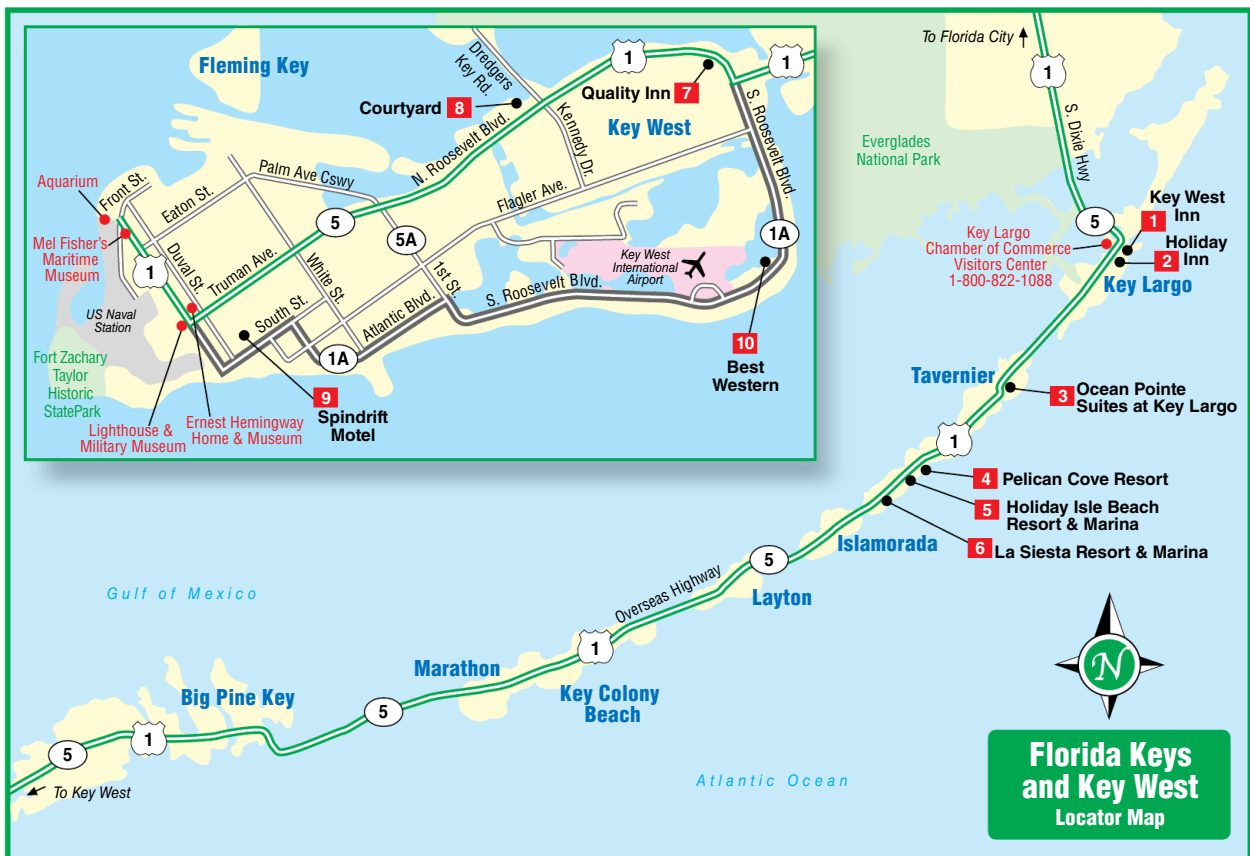 Fleming Key
Dredgers
Key Rd.
1
1
Courtyard 8
Quality Inn 7
Key West
N. Roosevelt Blvd.
Kennedy Dr.
S. Roosevelt Blvd.
Palm Ave Cswy
Flagler Ave.
Aquarium
Front St.
Eaton St.
Mel Fisher's
Maritime
Museum
1
Duval St.
Truman Ave.
5
5A
White St.
1st St.
1A
Key West
International
Airport
S. Roosevelt Blvd.
US Naval
Station
South St.
Atlantic Blvd.
1A
Fort Zachary
Taylor
Historic
StatePark
9
Spindrift
Motel
10
Best
Western
Lighthouse &
Military Museum
Ernest Hemingway
Home & Museum
To Florida City
1
S. Dixie Hwy
Everglades
National Park
5
Key West
1 Inn
Holiday
2 Inn
Key Largo
Chamber of Commerce
Visitors Center
1-800-822-1088
Key Largo
Tavernier
3 Ocean Pointe
Suites at Key Largo
1
4 Pelican Cove Resort
5 Holiday Isle Beach
Resort & Marina
6 La Siesta Resort & Marina
Islamorada
5
Layton
Overseas Highway
Gulf of Mexico
1
Marathon
Key Colony
Beach
Big Pine Key
5
1
5
To Key West
Atlantic Ocean
N
Florida Keys
and Key West
Locator Map